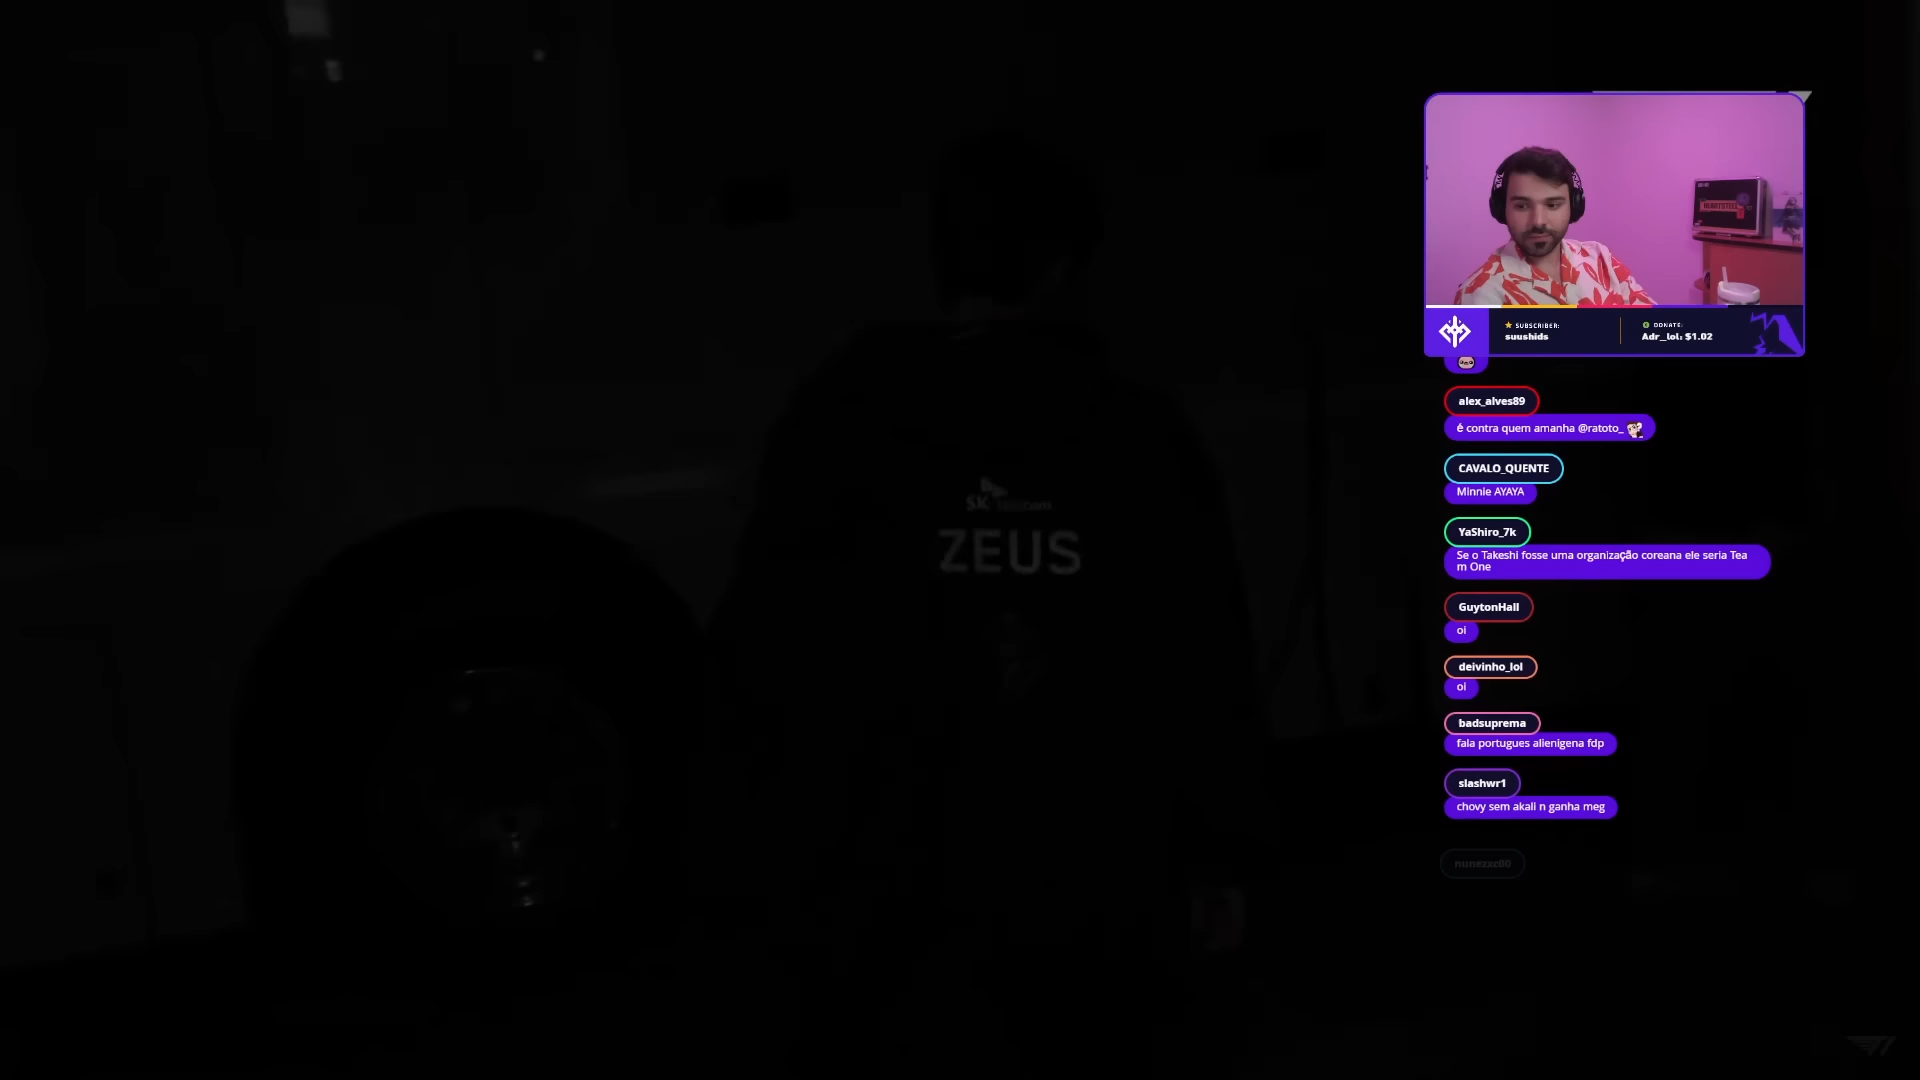 SK telecom
ZEUS
HEARTSTEEL
SUBSCRIBER:
suushids
DONATE:
Adr_lol: $1.02
alex_alves89
é contra quem amanha @ratoto_
CAVALO_QUENTE
Minnie AYAYA
YaShiro_7k
Se o Takeshi fosse uma organização coreana ele seria Tea
m One
GuytonHall
oi
deivinho_lol
oi
badsuprema
fala portugues alienigena fdp
slashwr1
chovy sem akali n ganha meg
nunezxc00